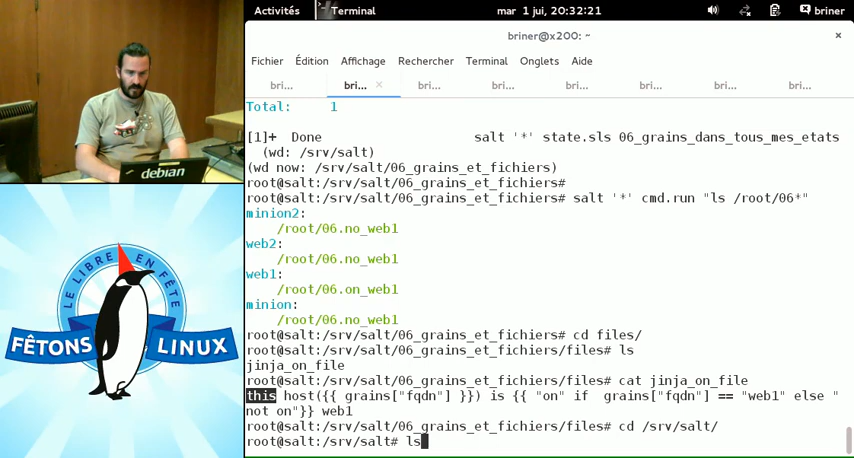 Activités
Terminal
mar 1 jui, 20:32:21
briner
briner@x200: ~
×
Fichier Édition Affichage Rechercher Terminal Onglets Aide
bri... bri... × bri... bri... bri... bri... bri... bri...
Total: 1
[1]+ Done salt '*' state.sls 06_grains_dans_tous_mes_etats
(wd: /srv/salt)
(wd now: /srv/salt/06_grains_et_fichiers)
root@salt:/srv/salt/06_grains_et_fichiers#
root@salt:/srv/salt/06_grains_et_fichiers# salt '*' cmd.run "ls /root/06*"
minion2:
/root/06.no_web1
web2:
/root/06.no_web1
web1:
/root/06.on_web1
minion:
/root/06.no_web1
root@salt:/srv/salt/06_grains_et_fichiers# cd files/
root@salt:/srv/salt/06_grains_et_fichiers/files# ls
jinja_on_file
root@salt:/srv/salt/06_grains_et_fichiers/files# cat jinja_on_file
this host({{ grains["fqdn"] }}) is {{ "on" if grains["fqdn"] == "web1" else "
not on"}} web1
root@salt:/srv/salt/06_grains_et_fichiers/files# cd /srv/salt/
root@salt:/srv/salt# ls
debian
LE LIBRE EN FÊTE
FÊTONS LINUX